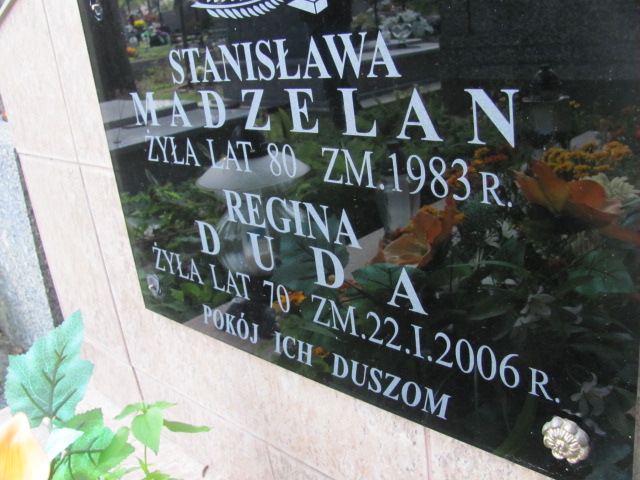 STANISŁAWA
MADZELAN
ŻYŁA LAT 80 ZM.1983 R.
REGINA
DUDA
ŻYŁA LAT 70 ZM.22.I.2006 R.
POKÓJ ICH DUSZOM